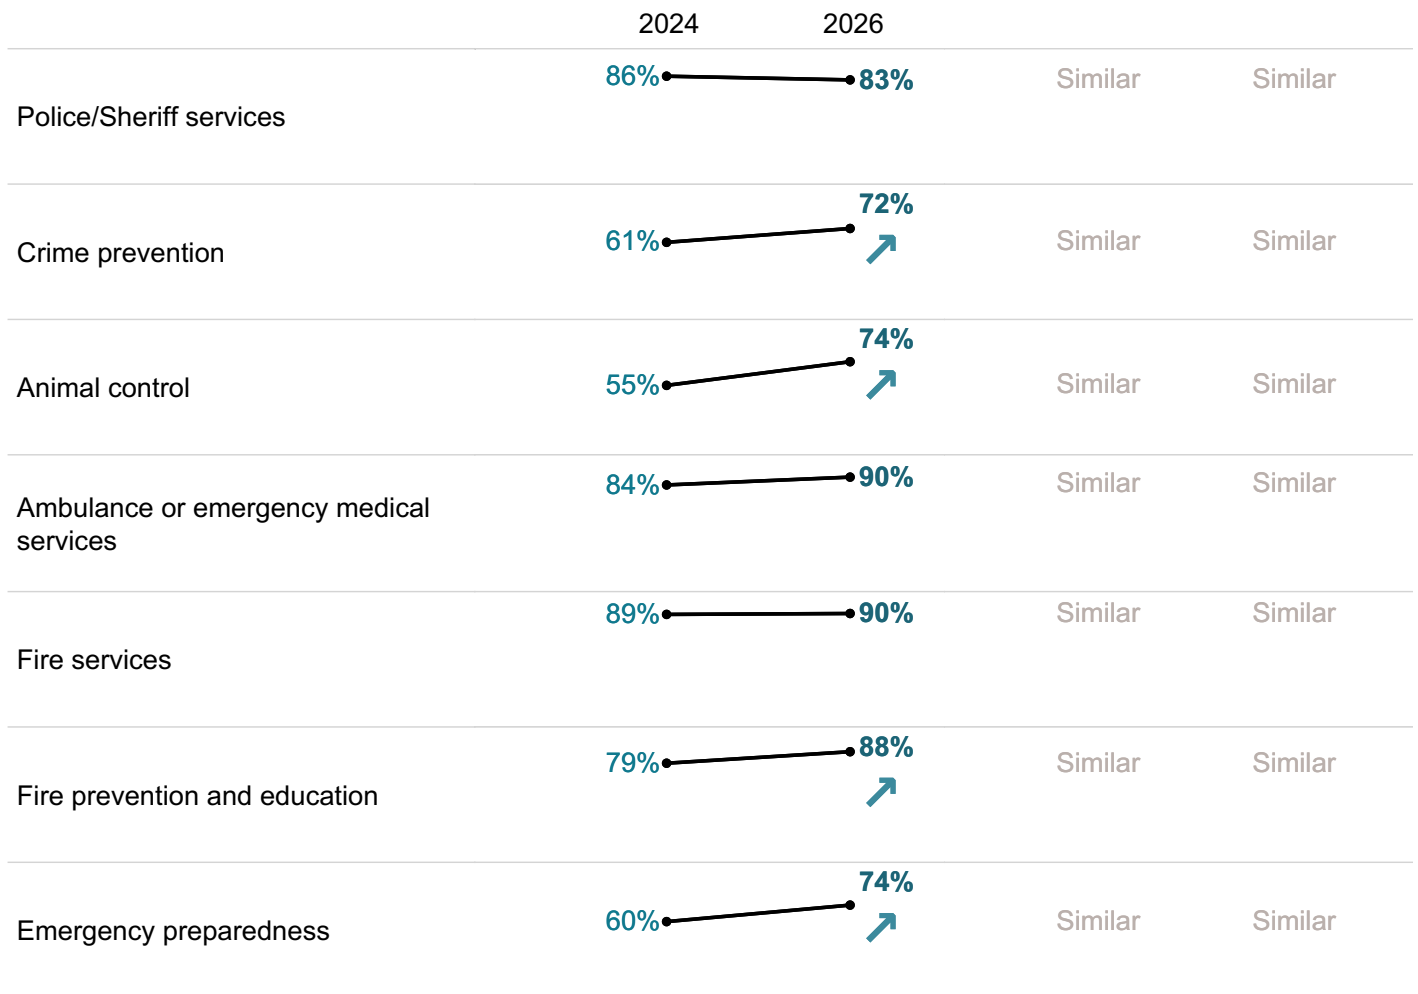 2024 2026
86% 83% Similar Similar
Police/Sheriff services
72%
61% Similar Similar
Crime prevention
74%
55% Similar Similar
Animal control
84% 90% Similar Similar
Ambulance or emergency medical
services
89% 90% Similar Similar
Fire services
79% 88% Similar Similar
Fire prevention and education
74%
60% Similar Similar
Emergency preparedness